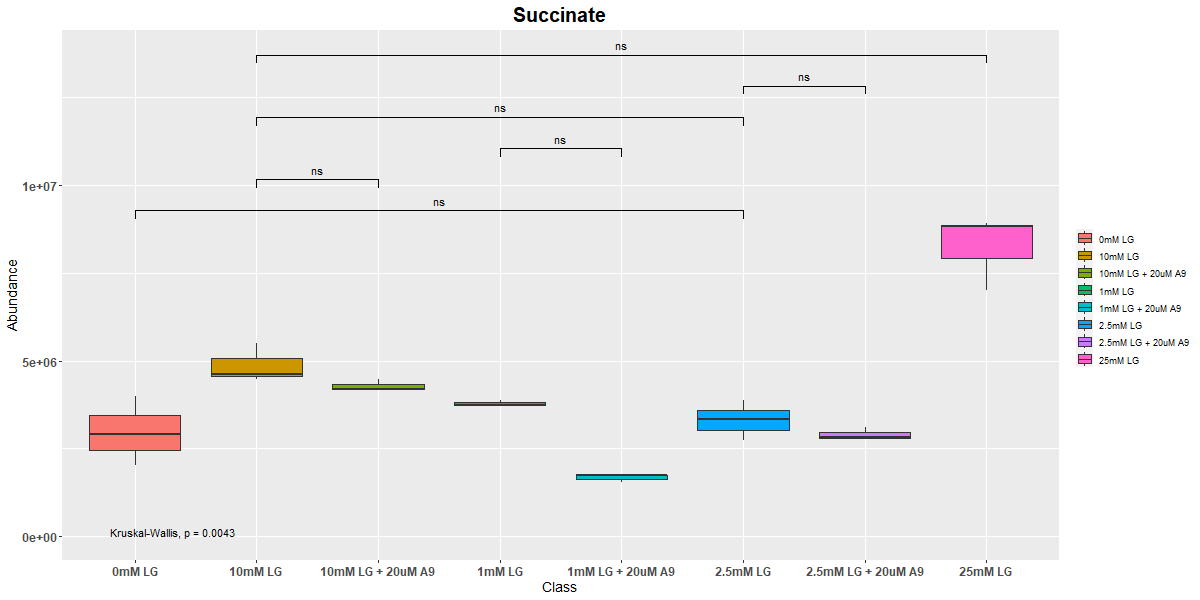 Succinate
ns
ns
ns
ns
ns
ns
Abundance
1e+07
5e+06
0e+00
Kruskal-Wallis, p = 0.0043
0mM LG
10mM LG
10mM LG + 20uM A9
1mM LG
1mM LG + 20uM A9
2.5mM LG
2.5mM LG + 20uM A9
25mM LG
Class
0mM LG
10mM LG
10mM LG + 20uM A9
1mM LG
1mM LG + 20uM A9
2.5mM LG
2.5mM LG + 20uM A9
25mM LG